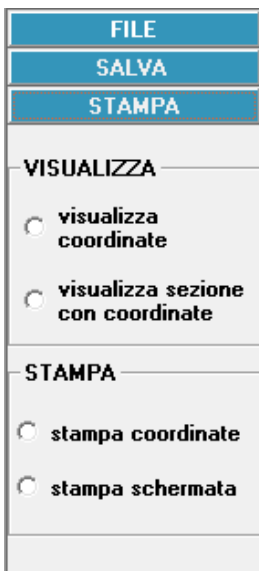 FILE
SALVA
STAMPA
VISUALIZZA
visualizza
coordinate
visualizza sezione
con coordinate
STAMPA
stampa coordinate
stampa schermata